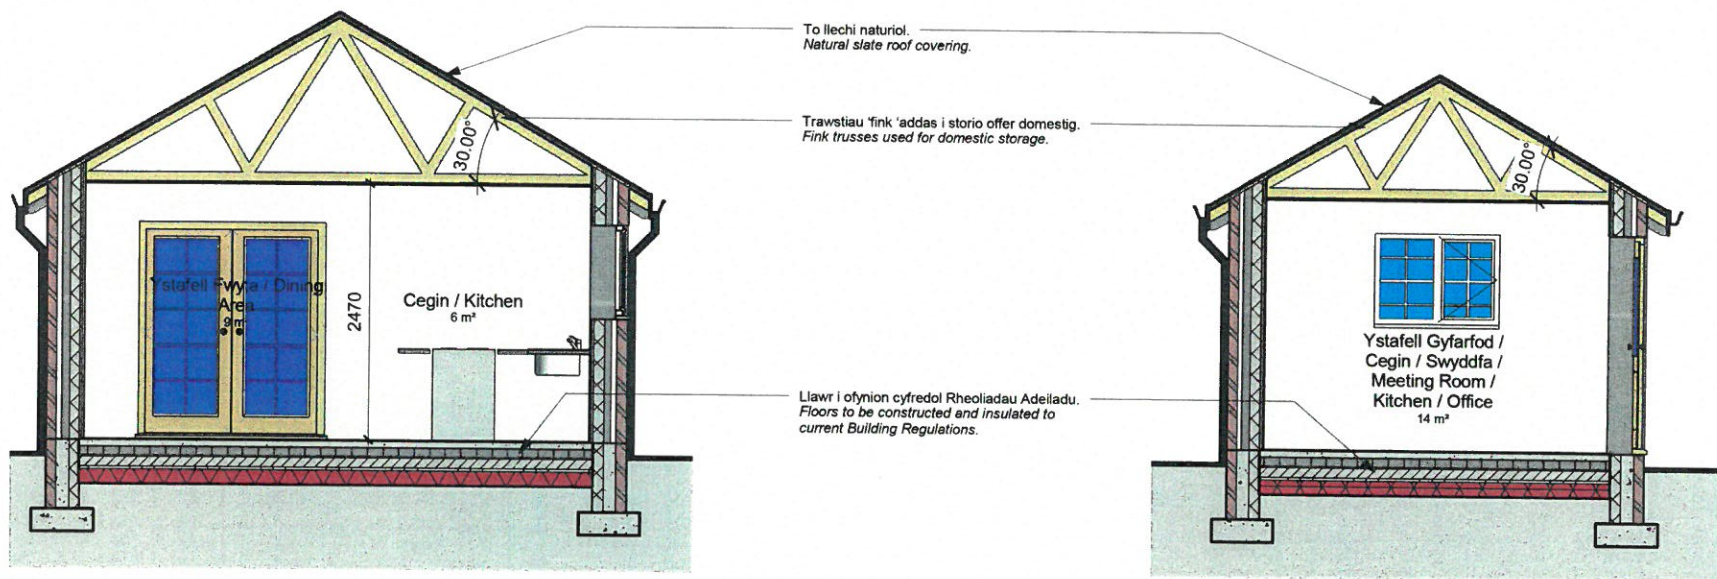 To llechi naturiol.
Natural slate roof covering.
Trawstiau 'fink 'addas i storio offer domestig.
Fink trusses used for domestic storage.
30.00°
30.00°
Ystafell Fwyta / Dining
Area
9 m²
2470
Cegin / Kitchen
6 m²
Ystafell Gyfarfod /
Cegin / Swyddfa /
Meeting Room /
Kitchen / Office
14 m²
Llawr i ofynion cyfredol Rheoliadau Adeiladu.
Floors to be constructed and insulated to
current Building Regulations.